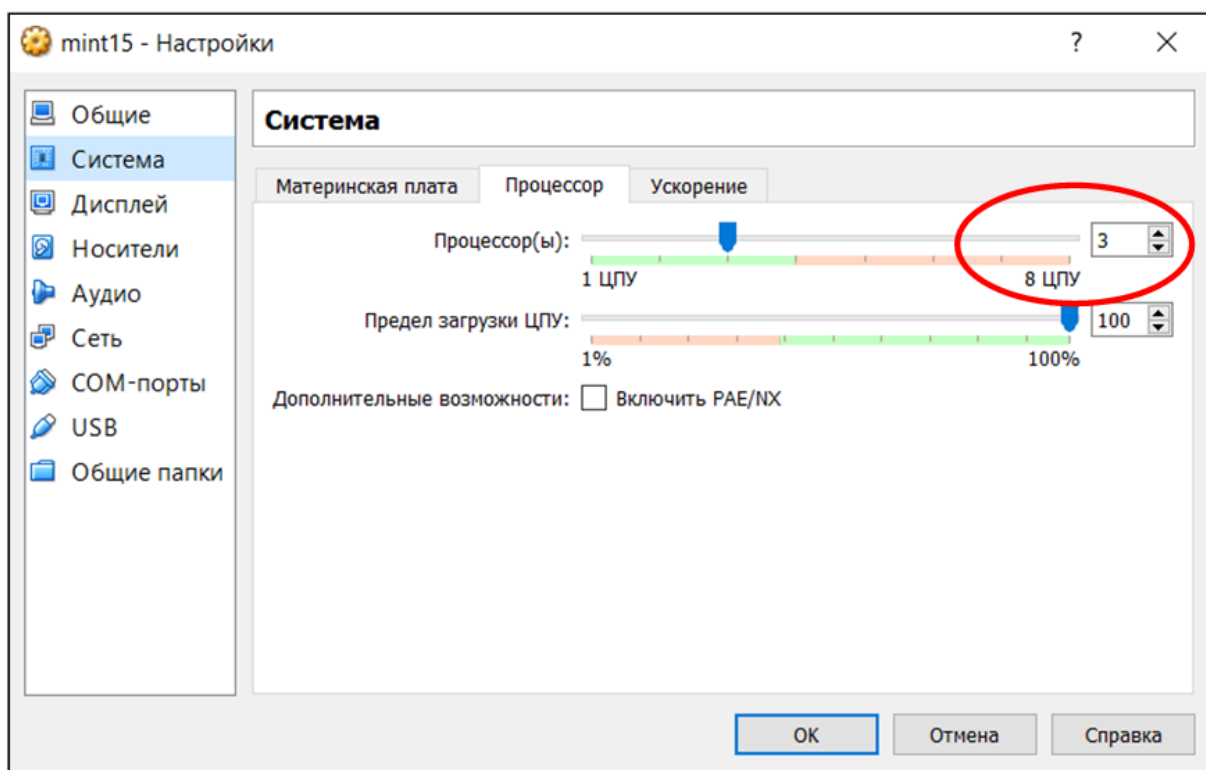 mint15 - Настройки ?
Общие
Система
Дисплей
Носители
Аудио
Сеть
COM-порты
USB
Общие папки
Система
Материнская плата Процессор Ускорение
Процессор(ы): 3
1 ЦПУ 8 ЦПУ
Предел загрузки ЦПУ: 100
1% 100%
Дополнительные возможности: Включить PAE/NX
OK Отмена Справка